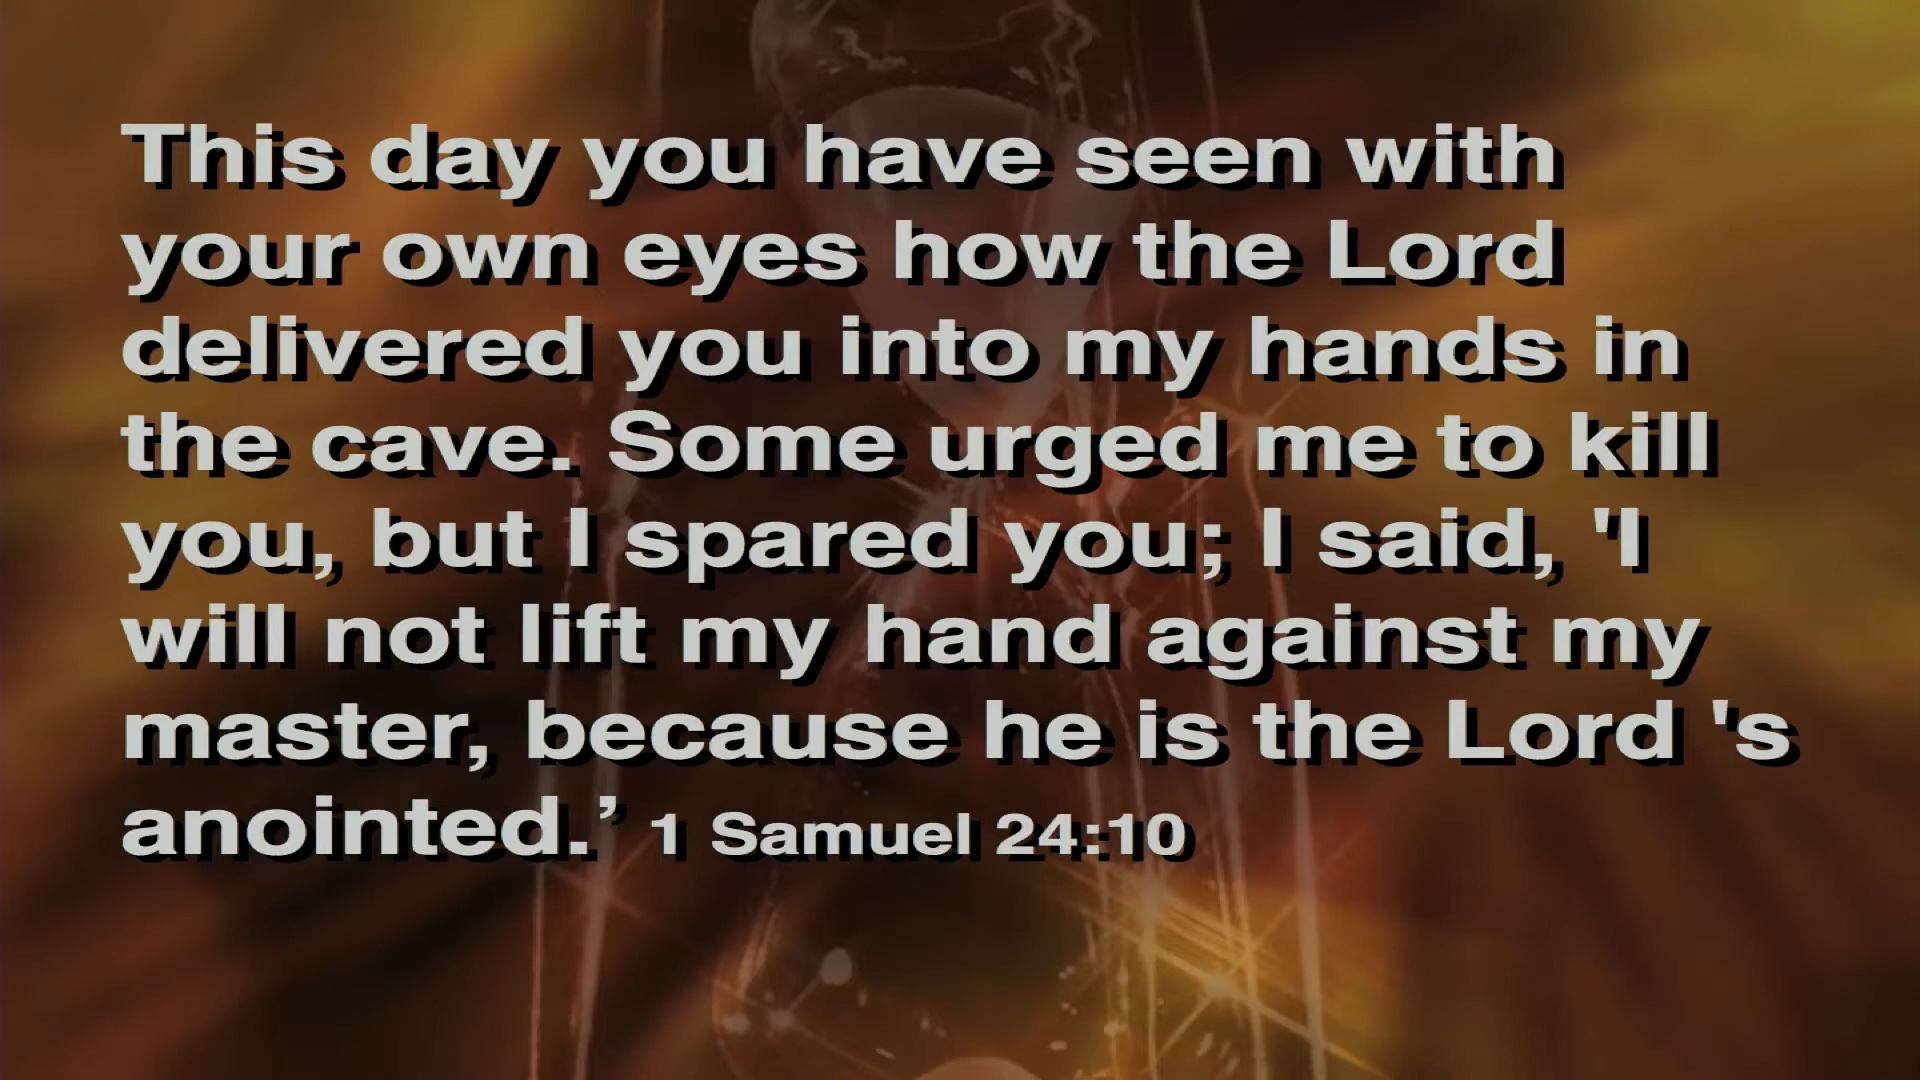 This day you have seen with
your own eyes how the Lord
delivered you into my hands in
the cave. Some urged me to kill
you, but I spared you; I said, 'I
will not lift my hand against my
master, because he is the Lord 's
anointed.’ 1 Samuel 24:10